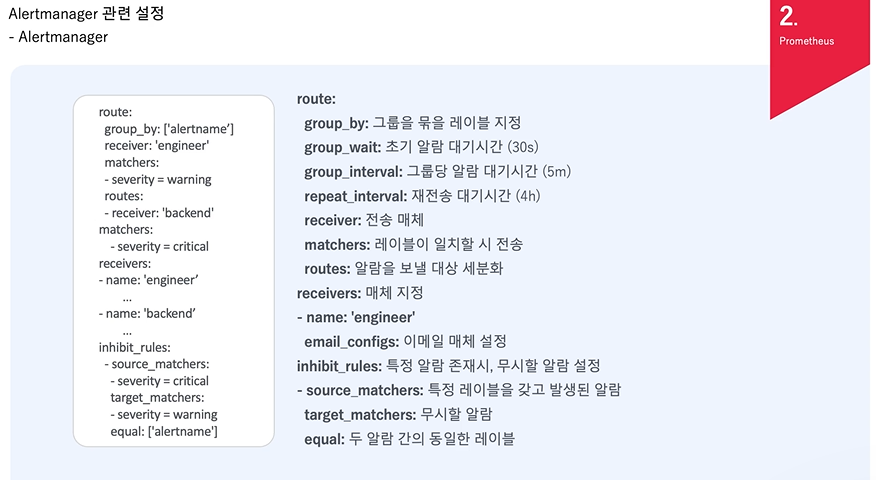 Alertmanager 관련 설정
- Alertmanager
2.
Prometheus
route:
group_by: ['alertname’]
receiver: 'engineer'
matchers:
- severity = warning
routes:
- receiver: 'backend'
matchers:
- severity = critical
receivers:
- name: 'engineer’
...
- name: 'backend’
...
inhibit_rules:
- source_matchers:
- severity = critical
target_matchers:
- severity = warning
equal: ['alertname']
route:
group_by: 그룹을 묶을 레이블 지정
group_wait: 초기 알람 대기시간 (30s)
group_interval: 그룹당 알람 대기시간 (5m)
repeat_interval: 재전송 대기시간 (4h)
receiver: 전송 매체
matchers: 레이블이 일치할 시 전송
routes: 알람을 보낼 대상 세분화
receivers: 매체 지정
- name: 'engineer'
email_configs: 이메일 매체 설정
inhibit_rules: 특정 알람 존재시, 무시할 알람 설정
- source_matchers: 특정 레이블을 갖고 발생된 알람
target_matchers: 무시할 알람
equal: 두 알람 간의 동일한 레이블